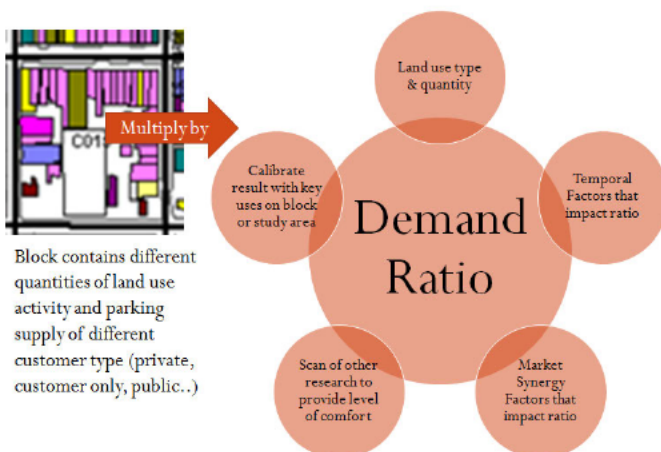 C01
Multiply by
Block contains different
quantities of land use
activity and parking
supply of different
customer type (private,
customer only, public..)
Land use type
& quantity
Temporal
Factors that
impact ratio
Market
Synergy
Factors that
impact ratio
Scan of other
research to
provide level
of comfort
Calibrate
result with key
uses on block
or study area
Demand
Ratio